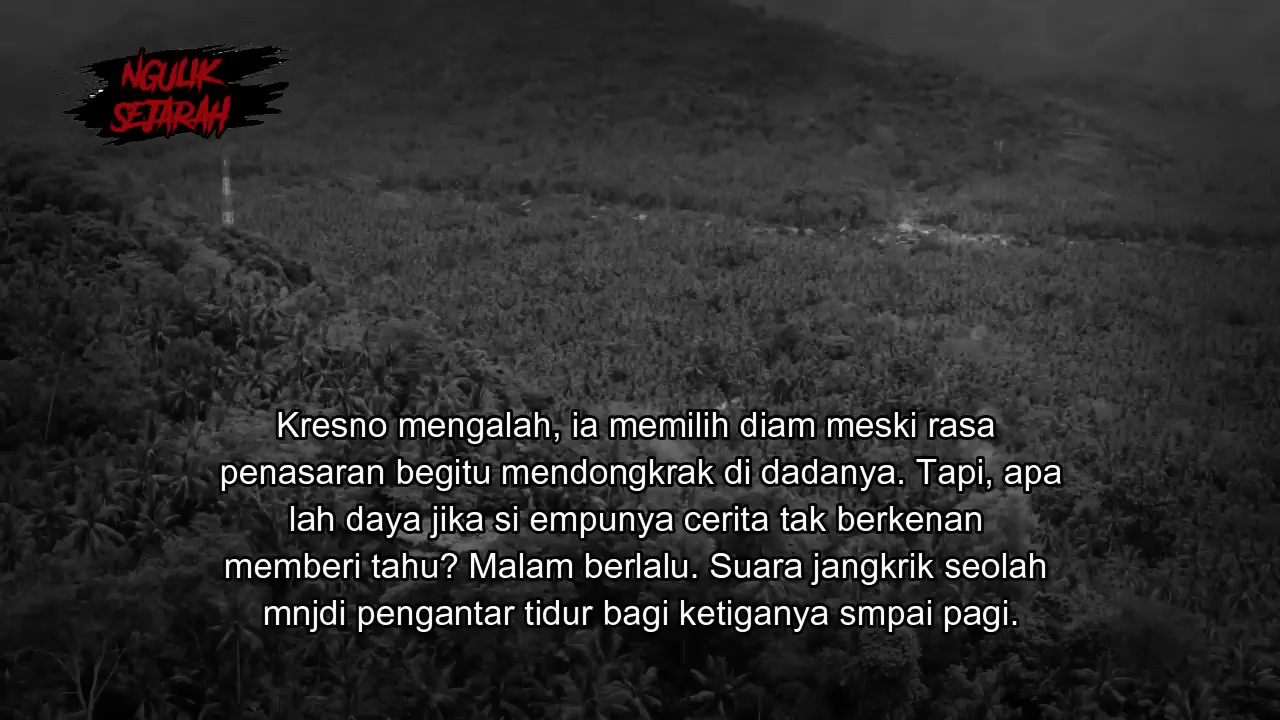 NGULIK
SEJARAH
Kresno mengalah, ia memilih diam meski rasa
penasaran begitu mendongkrak di dadanya. Tapi, apa
lah daya jika si empunya cerita tak berkenan
memberi tahu? Malam berlalu. Suara jangkrik seolah
mnjdi pengantar tidur bagi ketiganya smpai pagi.